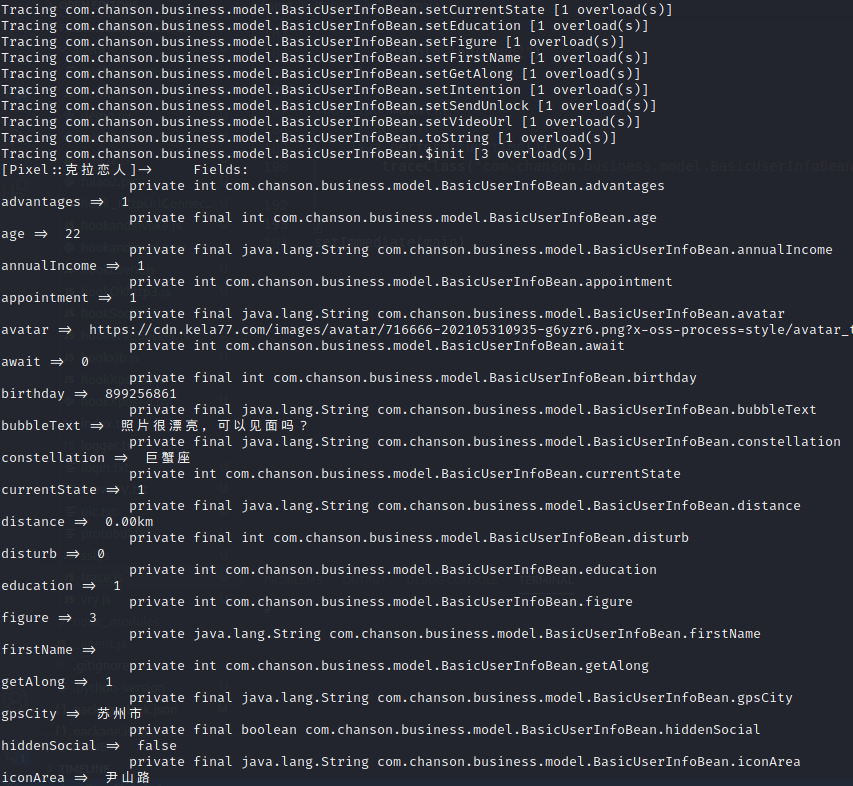 Tracing com.chanson.business.model.BasicUserInfoBean.setCurrentState [1 overload(s)]
Tracing com.chanson.business.model.BasicUserInfoBean.setEducation [1 overload(s)]
Tracing com.chanson.business.model.BasicUserInfoBean.setFigure [1 overload(s)]
Tracing com.chanson.business.model.BasicUserInfoBean.setFirstName [1 overload(s)]
Tracing com.chanson.business.model.BasicUserInfoBean.setGetAlong [1 overload(s)]
Tracing com.chanson.business.model.BasicUserInfoBean.setIntention [1 overload(s)]
Tracing com.chanson.business.model.BasicUserInfoBean.setSendUnlock [1 overload(s)]
Tracing com.chanson.business.model.BasicUserInfoBean.setVideoUrl [1 overload(s)]
Tracing com.chanson.business.model.BasicUserInfoBean.toString [1 overload(s)]
Tracing com.chanson.business.model.BasicUserInfoBean.$init [3 overload(s)]
[Pixel::克拉恋人]-> Fields:
private int com.chanson.business.model.BasicUserInfoBean.advantages
advantages => 1
private final int com.chanson.business.model.BasicUserInfoBean.age
age => 22
private final java.lang.String com.chanson.business.model.BasicUserInfoBean.annualIncome
annualIncome => 1
private int com.chanson.business.model.BasicUserInfoBean.appointment
appointment => 1
private final java.lang.String com.chanson.business.model.BasicUserInfoBean.avatar
avatar => https://cdn.kela77.com/images/avatar/716666-202105310935-g6yzr6.png?x-oss-process=style/avatar_t
private int com.chanson.business.model.BasicUserInfoBean.await
await => 0
private final int com.chanson.business.model.BasicUserInfoBean.birthday
birthday => 899256861
private final java.lang.String com.chanson.business.model.BasicUserInfoBean.bubbleText
bubbleText => 照片很漂亮，可以见面吗？
private final java.lang.String com.chanson.business.model.BasicUserInfoBean.constellation
constellation => 巨蟹座
private int com.chanson.business.model.BasicUserInfoBean.currentState
currentState => 1
private final java.lang.String com.chanson.business.model.BasicUserInfoBean.distance
distance => 0.00km
private final int com.chanson.business.model.BasicUserInfoBean.disturb
disturb => 0
private int com.chanson.business.model.BasicUserInfoBean.education
education => 1
private int com.chanson.business.model.BasicUserInfoBean.figure
figure => 3
private java.lang.String com.chanson.business.model.BasicUserInfoBean.firstName
firstName =>
private int com.chanson.business.model.BasicUserInfoBean.getAlong
getAlong => 1
private final java.lang.String com.chanson.business.model.BasicUserInfoBean.gpsCity
gpsCity => 苏州市
private final boolean com.chanson.business.model.BasicUserInfoBean.hiddenSocial
hiddenSocial => false
private final java.lang.String com.chanson.business.model.BasicUserInfoBean.iconArea
iconArea => 尹山路